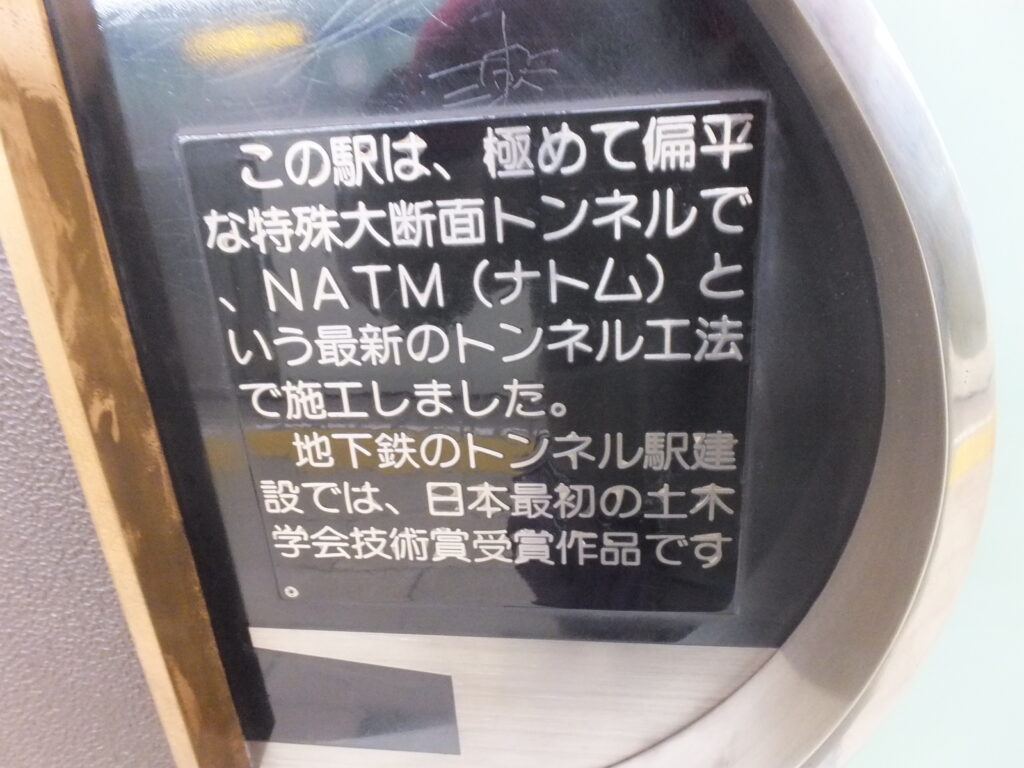 この駅は、極めて偏平
な特殊大断面トンネルで
、NATM（ナトム）と
いう最新のトンネル工法
で施工しました。
地下鉄のトンネル駅建
設では、日本最初の土木
学会技術賞受賞作品です
。